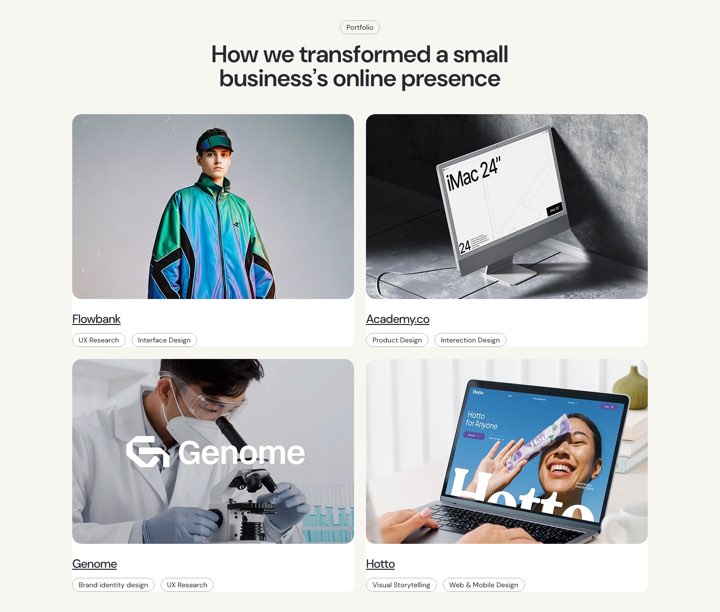 Portfolio
How we transformed a small
business's online presence
iMac 24"
24
Flowbank
UX Research
Interface Design
Academy.co
Product Design
Interection Design
Genome
Hotto
Hotto
for Anyone
Hotto
Genome
Brand identity design
UX Research
Hotto
Visual Storytelling
Web & Mobile Design